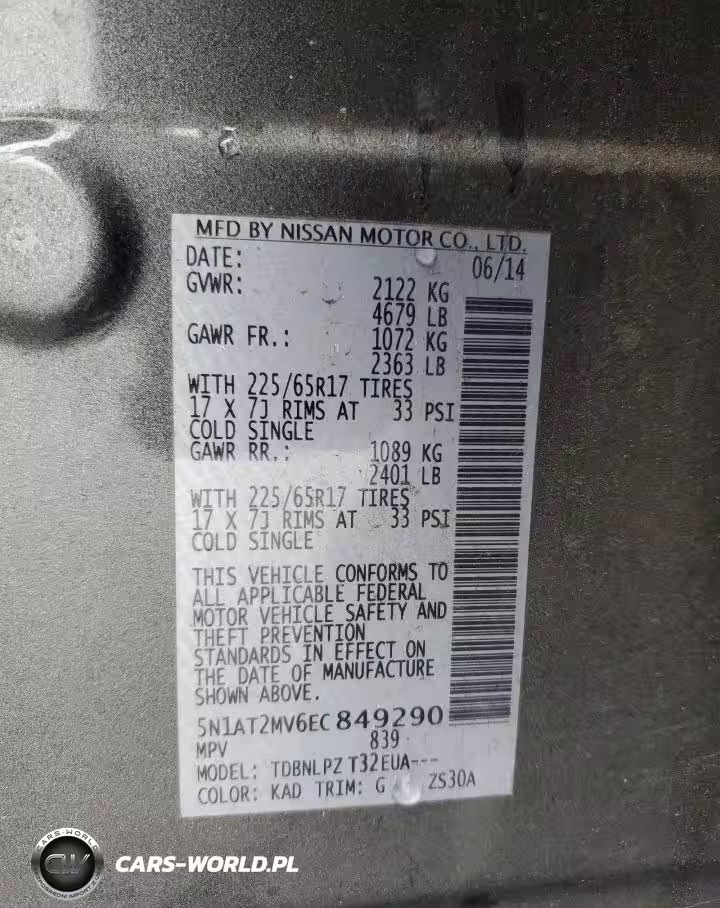 MFD BY NISSAN MOTOR CO., LTD.
DATE: 06/14
GVWR: 2122 KG
4679 LB
GAWR FR.: 1072 KG
2363 LB
WITH 225/65R17 TIRES
17 X 7J RIMS AT 33 PSI
COLD SINGLE
GAWR RR.: 1089 KG
2401 LB
WITH 225/65R17 TIRES
17 X 7J RIMS AT 33 PSI
COLD SINGLE
THIS VEHICLE CONFORMS TO
ALL APPLICABLE FEDERAL
MOTOR VEHICLE SAFETY AND
THEFT PREVENTION
STANDARDS IN EFFECT ON
THE DATE OF MANUFACTURE
SHOWN ABOVE.
5N1AT2MV6EC849290
MPV 839
MODEL: TDBNLPZ T32EUA---
COLOR: KAD TRIM: G ZS30A
CARS-WORLD
CW
CARS-WORLD.PL